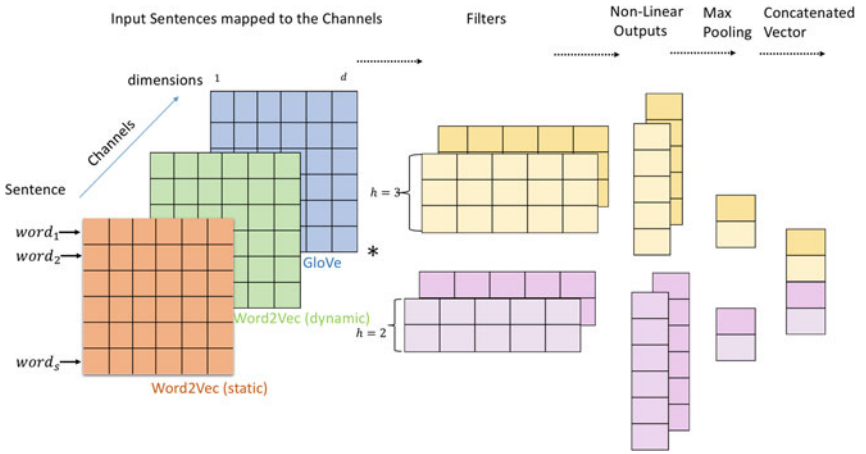 Input Sentences mapped to the Channels
Filters
Non-Linear
Outputs
Max
Pooling
Concatenated
Vector
dimensions
1
d
Channels
Sentence
word₁
word₂
wordₛ
GloVe
*
Word2Vec (dynamic)
Word2Vec (static)
h = 3
h = 2